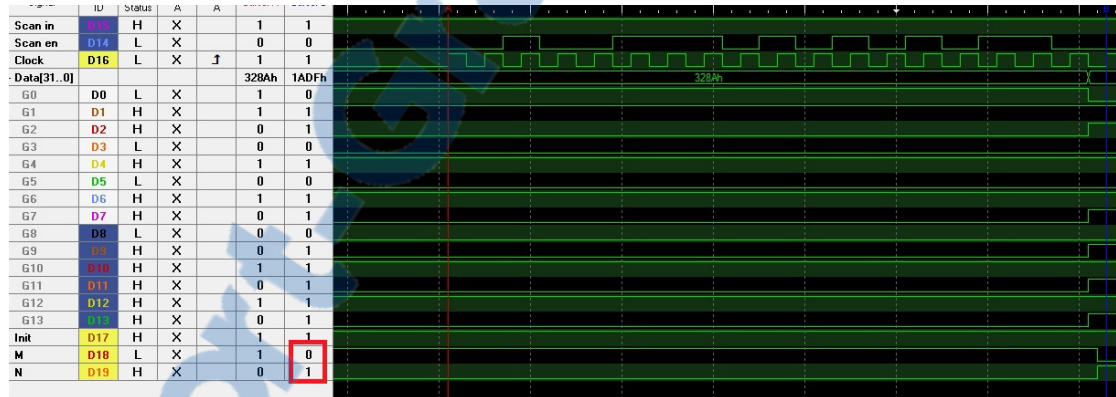 ID Status A A
Scan in D15 H X 1 1
Scan en D14 L X 0 0
Clock D16 L X 1 1
Data[31..0] 328Ah 1ADFh 328Ah
G0 D0 L X 1 0
G1 D1 H X 1 1
G2 D2 H X 0 1
G3 D3 L X 0 0
G4 D4 H X 1 1
G5 D5 L X 0 0
G6 D6 H X 1 1
G7 D7 H X 0 1
G8 D8 L X 0 0
G9 D9 H X 0 1
G10 D10 H X 1 1
G11 D11 H X 0 1
G12 D12 H X 1 1
G13 D13 H X 0 1
Init D17 H X 1 1
M D18 L X 1 0
N D19 H X 0 1